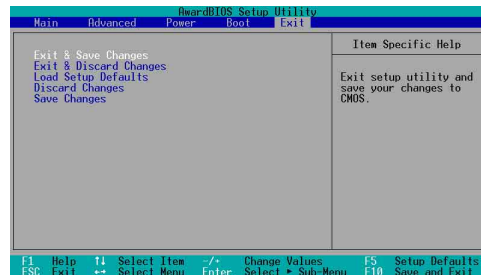 AwardBIOS Setup Utility
Main Advanced Power Boot Exit
Item Specific Help
Exit & Save Changes
Exit & Discard Changes
Load Setup Defaults
Discard Changes
Save Changes
Exit setup utility and
save your changes to
CMOS.
F1 Help ↑↓ Select Item -/+ Change Values F5 Setup Defaults
ESC Exit ←→ Select Menu Enter Select ► Sub-Menu F10 Save and Exit